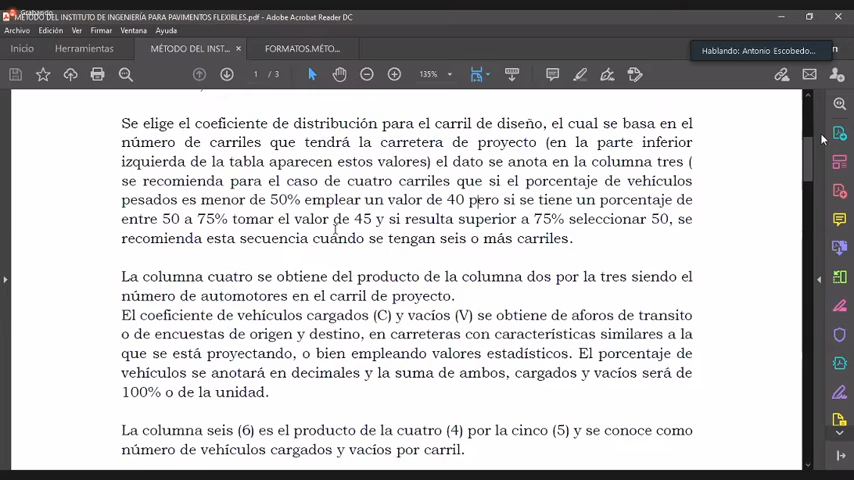 Grabando
MÉTODO DEL INSTITUTO DE INGENIERÍA PARA PAVIMENTOS FLEXIBLES.pdf - Adobe Acrobat Reader DC
Archivo Edición Ver Firmar Ventana Ayuda
Inicio Herramientas MÉTODO DEL INST... × FORMATOS.MÉTO...
Hablando: Antonio Escobedo...
1 / 3 135%
Se elige el coeficiente de distribución para el carril de diseño, el cual se basa en el
número de carriles que tendrá la carretera de proyecto (en la parte inferior
izquierda de la tabla aparecen estos valores) el dato se anota en la columna tres (
se recomienda para el caso de cuatro carriles que si el porcentaje de vehículos
pesados es menor de 50% emplear un valor de 40 pero si se tiene un porcentaje de
entre 50 a 75% tomar el valor de 45 y si resulta superior a 75% seleccionar 50, se
recomienda esta secuencia cuándo se tengan seis o más carriles.
La columna cuatro se obtiene del producto de la columna dos por la tres siendo el
número de automotores en el carril de proyecto.
El coeficiente de vehículos cargados (C) y vacíos (V) se obtiene de aforos de transito
o de encuestas de origen y destino, en carreteras con características similares a la
que se está proyectando, o bien empleando valores estadísticos. El porcentaje de
vehículos se anotará en decimales y la suma de ambos, cargados y vacíos será de
100% o de la unidad.
La columna seis (6) es el producto de la cuatro (4) por la cinco (5) y se conoce como
número de vehículos cargados y vacíos por carril.